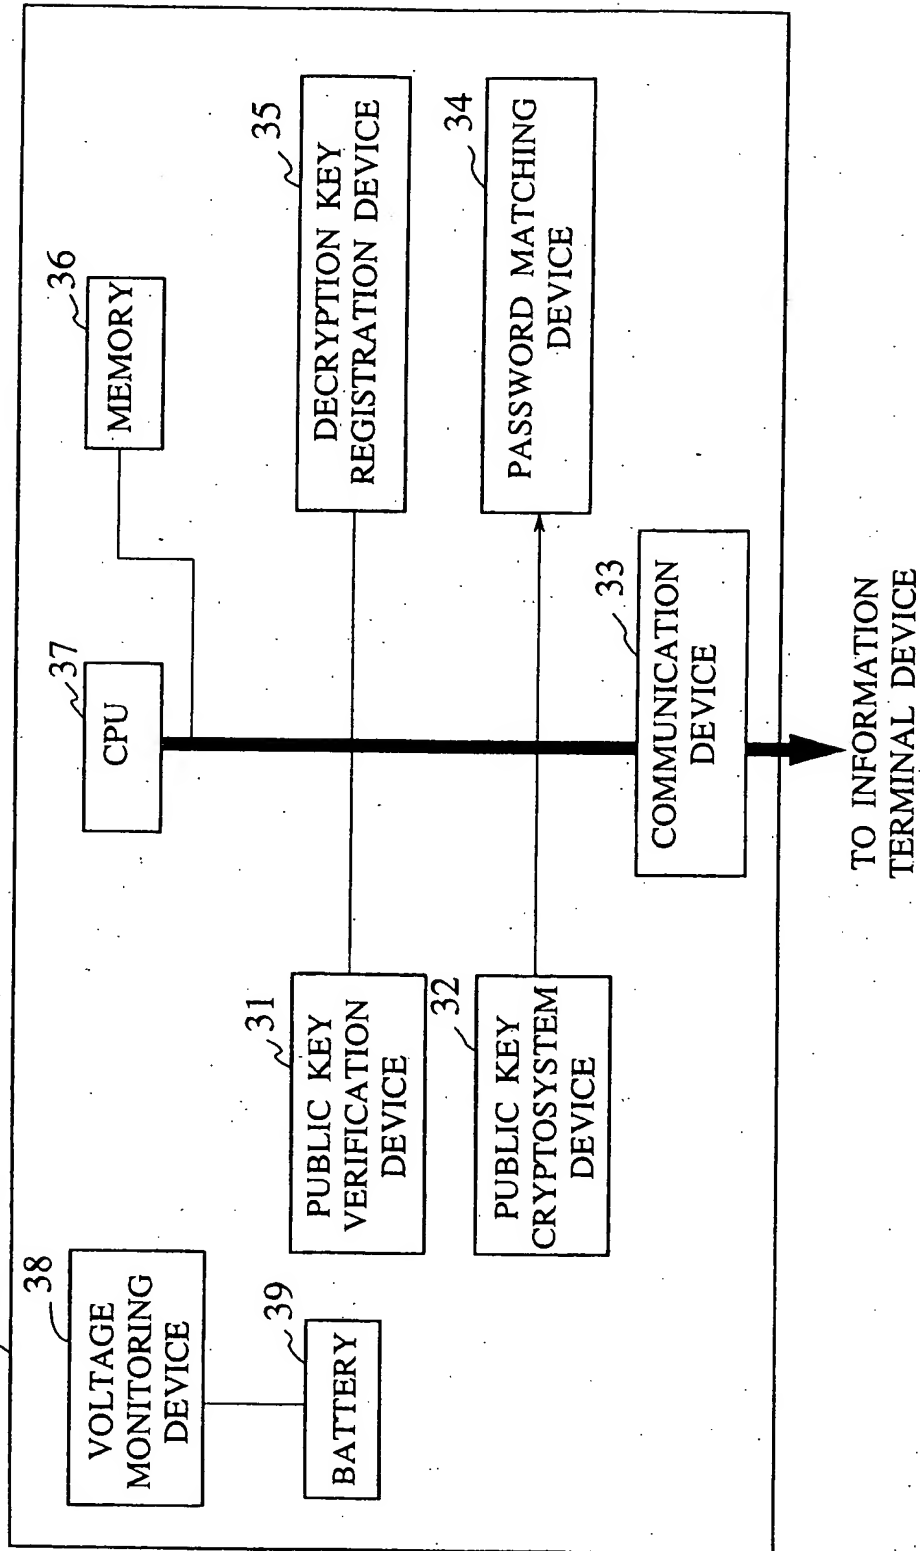 38
VOLTAGE
MONITORING
DEVICE
39
BATTERY
37
CPU
36
MEMORY
31
PUBLIC KEY
VERIFICATION
DEVICE
35
DECRYPTION KEY
REGISTRATION DEVICE
32
PUBLIC KEY
CRYPTOSYSTEM
DEVICE
34
PASSWORD MATCHING
DEVICE
33
COMMUNICATION
DEVICE
TO INFORMATION
TERMINAL DEVICE